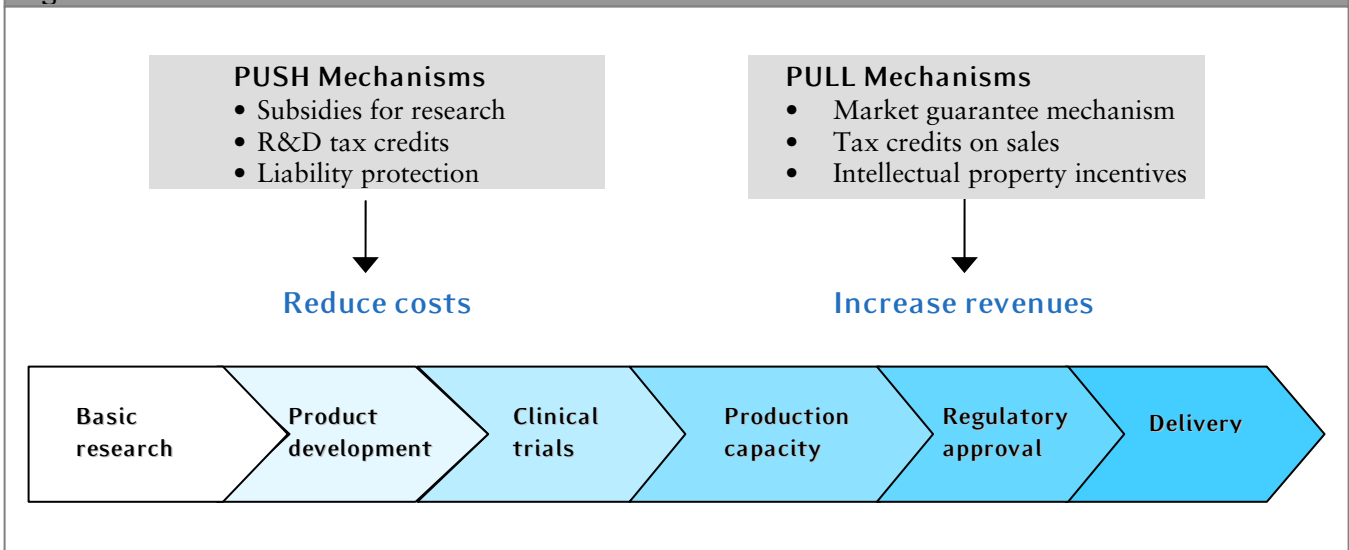 PUSH Mechanisms
• Subsidies for research
• R&D tax credits
• Liability protection
PULL Mechanisms
• Market guarantee mechanism
• Tax credits on sales
• Intellectual property incentives
Reduce costs
Increase revenues
Basic
research
Product
development
Clinical
trials
Production
capacity
Regulatory
approval
Delivery